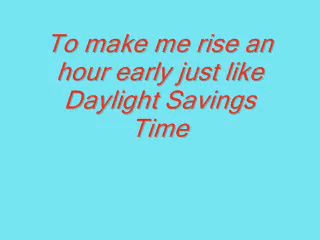 To make me rise an
hour early just like
Daylight Savings
Time